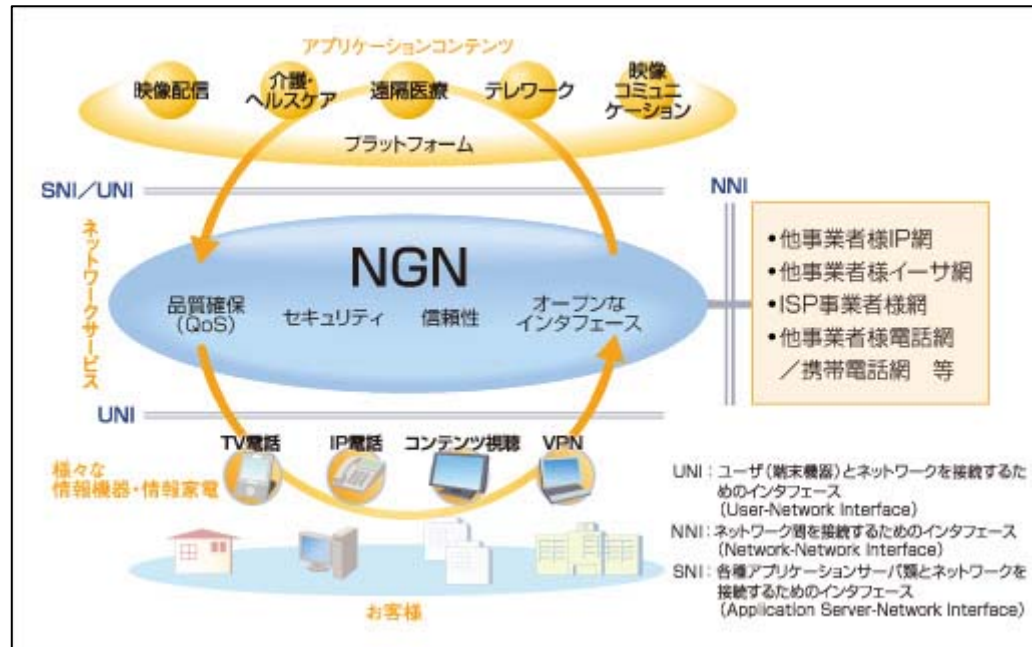 アプリケーションコンテンツ
映像配信
介護・
ヘルスケア
遠隔医療
テレワーク
映像
コミュニ
ケーション
プラットフォーム
SNI／UNI
NNI
ネットワークサービス
NGN
品質確保
(QoS)
セキュリティ
信頼性
オープンな
インタフェース
•他事業者様IP網
•他事業者様イーサ網
•ISP事業者様網
•他事業者様電話網
／携帯電話網 等
UNI
TV電話
IP電話
コンテンツ視聴
VPN
様々な
情報機器・情報家電
お客様
UNI：ユーザ（端末機器）とネットワークを接続するた
めのインタフェース
（User-Network Interface）
NNI：ネットワーク間を接続するためのインタフェース
（Network-Network Interface）
SNI：各種アプリケーションサーバ類とネットワークを
接続するためのインタフェース
（Application Server-Network Interface）